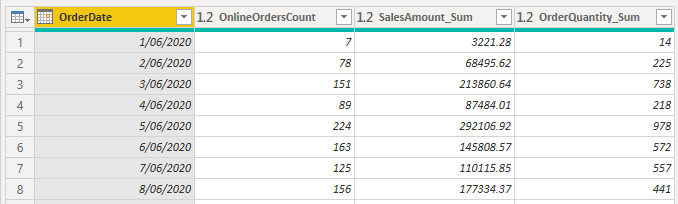 OrderDate 1.2 OnlineOrdersCount 1.2 SalesAmount_Sum 1.2 OrderQuantity_Sum
1 1/06/2020 7 3221.28 14
2 2/06/2020 78 68495.62 225
3 3/06/2020 151 213860.64 738
4 4/06/2020 89 87484.01 218
5 5/06/2020 224 292106.92 978
6 6/06/2020 163 145808.57 572
7 7/06/2020 125 110115.85 557
8 8/06/2020 156 177334.37 441